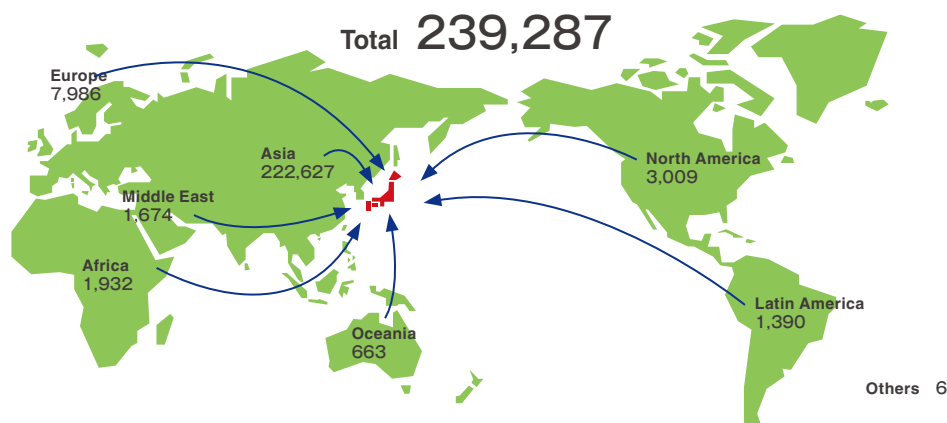 Total 239,287
Europe
7,986
Asia
222,627
North America
3,009
Middle East
1,674
Africa
1,932
Latin America
1,390
Oceania
663
Others 6